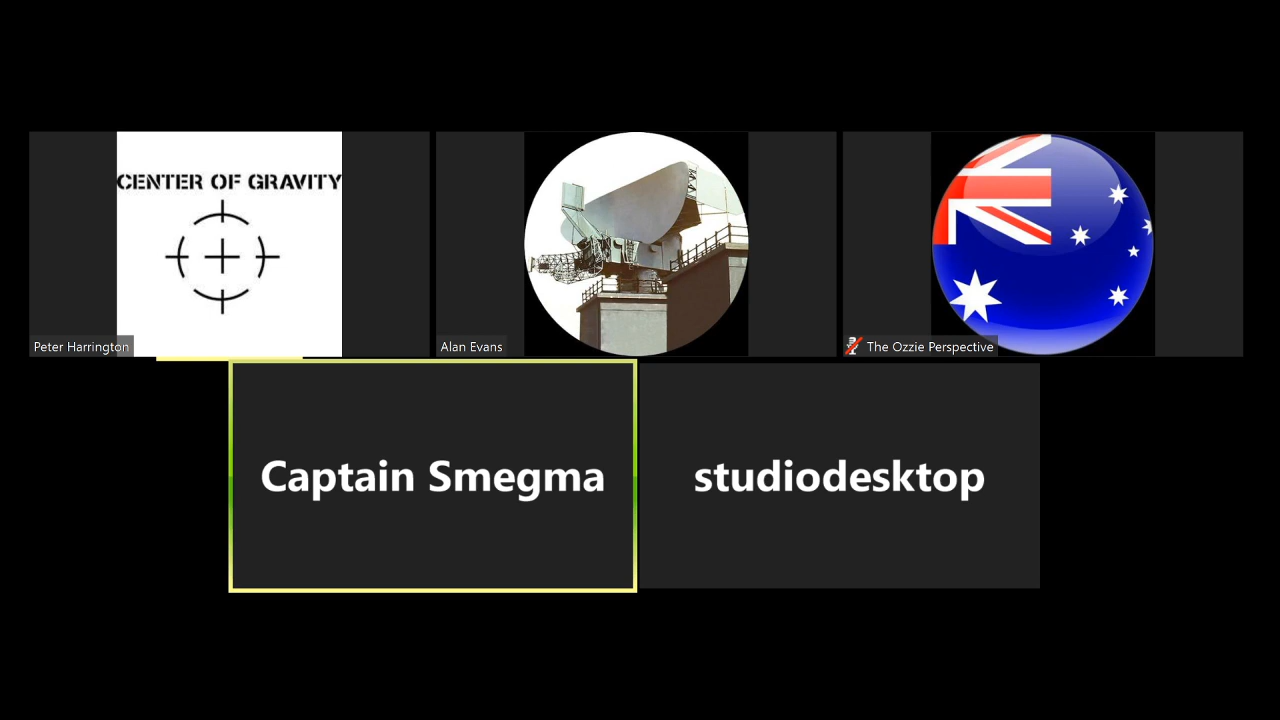 CENTER OF GRAVITY
Peter Harrington
Alan Evans
The Ozzie Perspective
Captain Smegma
studiodesktop